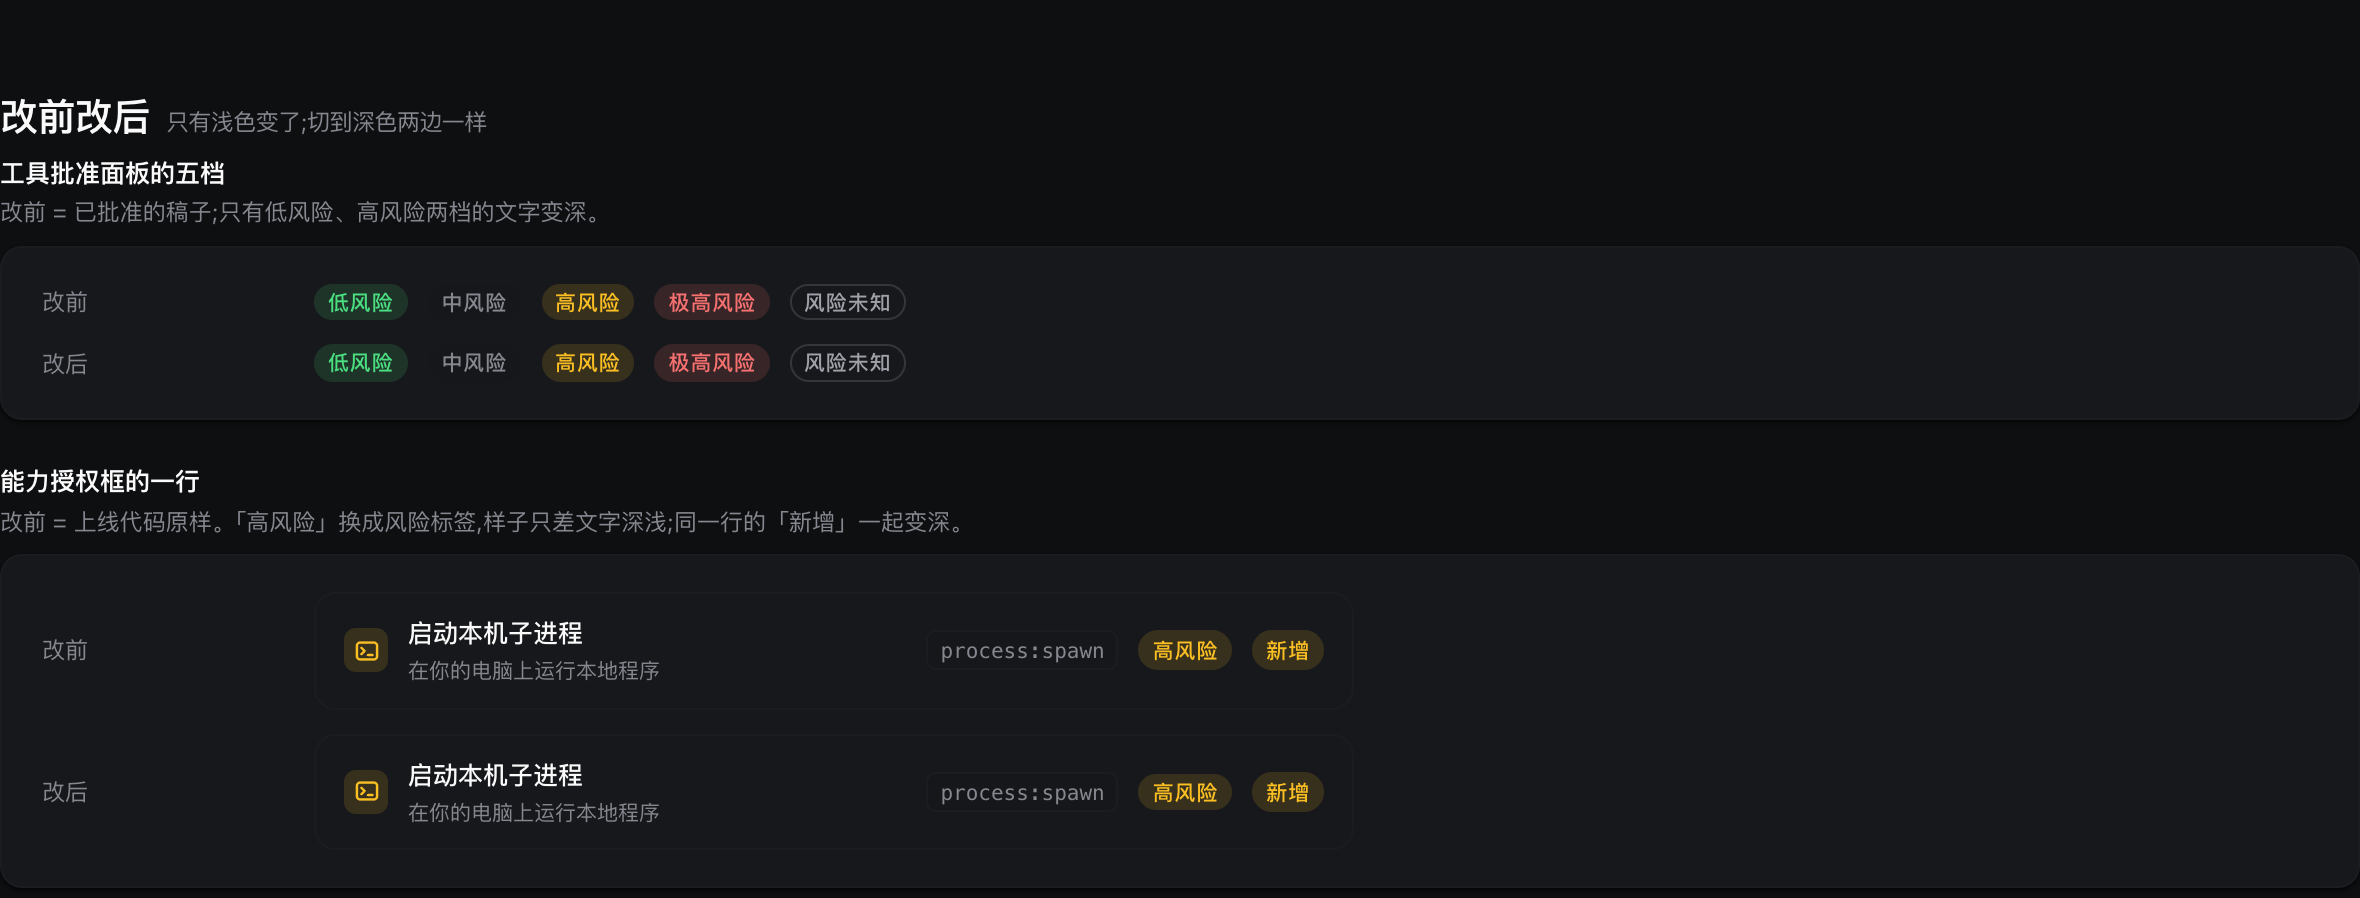 改前改后 只有浅色变了;切到深色两边一样
工具批准面板的五档
改前 = 已批准的稿子;只有低风险、高风险两档的文字变深。
改前 低风险 中风险 高风险 极高风险 风险未知
改后 低风险 中风险 高风险 极高风险 风险未知
能力授权框的一行
改前 = 上线代码原样。「高风险」换成风险标签,样子只差文字深浅;同一行的「新增」一起变深。
改前 启动本机子进程 process:spawn 高风险 新增
在你的电脑上运行本地程序
改后 启动本机子进程 process:spawn 高风险 新增
在你的电脑上运行本地程序